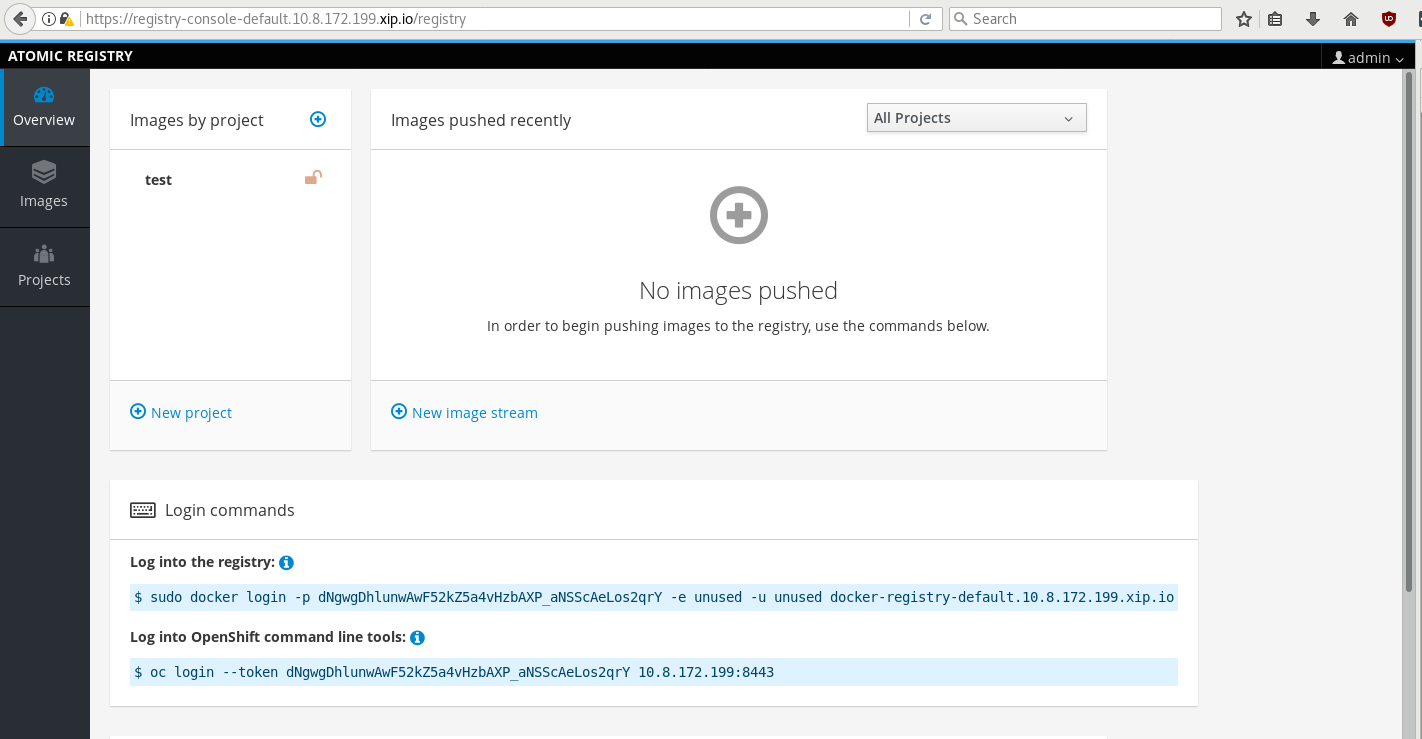 https://registry-console-default.10.8.172.199.xip.io/registry
Search
ATOMIC REGISTRY
admin
Overview
Images
Projects
Images by project
test
New project
Images pushed recently
All Projects
No images pushed
In order to begin pushing images to the registry, use the commands below.
New image stream
Login commands
Log into the registry:
$ sudo docker login -p dNgwgDhlunwAwF52kZ5a4vHzbAXP_aNSScAeLos2qrY -e unused -u unused docker-registry-default.10.8.172.199.xip.io
Log into OpenShift command line tools:
$ oc login --token dNgwgDhlunwAwF52kZ5a4vHzbAXP_aNSScAeLos2qrY 10.8.172.199:8443